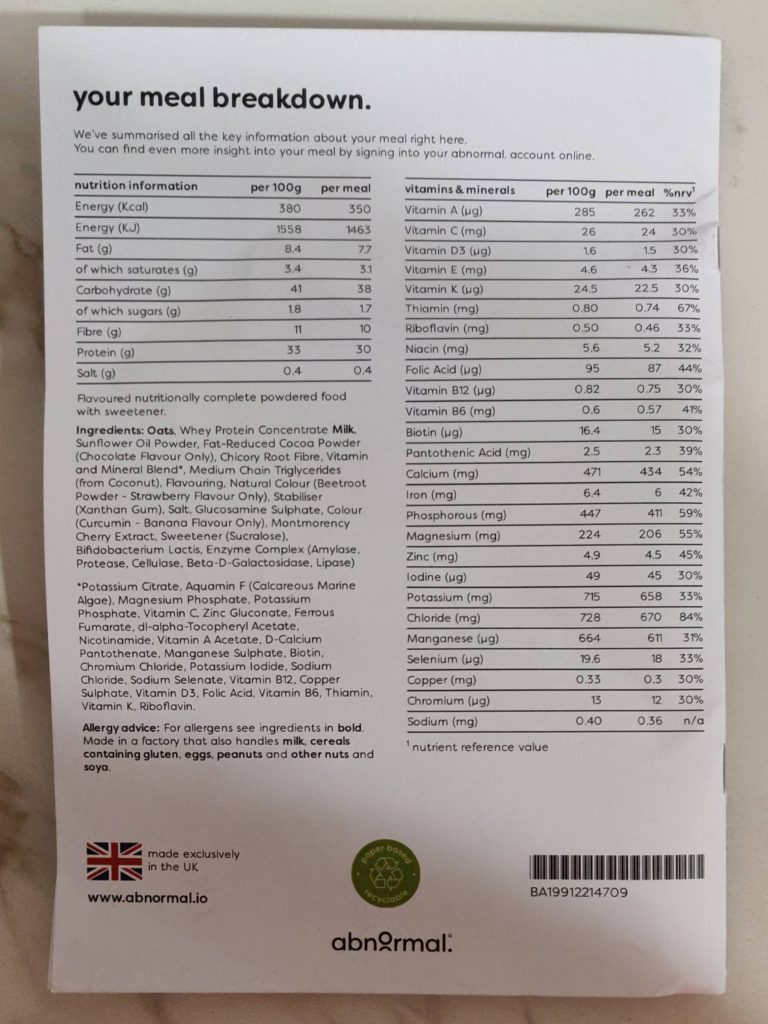 your meal breakdown.
We've summarised all the key information about your meal right here.
You can find even more insight into your meal by signing into your abnormal. account online.
nutrition information per 100g per meal
Energy (Kcal) 380 350
Energy (KJ) 1558 1463
Fat (g) 8.4 7.7
of which saturates (g) 3.4 3.1
Carbohydrate (g) 41 38
of which sugars (g) 1.8 1.7
Fibre (g) 11 10
Protein (g) 33 30
Salt (g) 0.4 0.4
Flavoured nutritionally complete powdered food
with sweetener.
Ingredients: Oats, Whey Protein Concentrate Milk,
Sunflower Oil Powder, Fat-Reduced Cocoa Powder
(Chocolate Flavour Only), Chicory Root Fibre, Vitamin
and Mineral Blend*, Medium Chain Triglycerides
(from Coconut), Flavouring, Natural Colour (Beetroot
Powder - Strawberry Flavour Only), Stabiliser
(Xanthan Gum), Salt, Glucosamine Sulphate, Colour
(Curcumin - Banana Flavour Only), Montmorency
Cherry Extract, Sweetener (Sucralose),
Bifidobacterium Lactis, Enzyme Complex (Amylase,
Protease, Cellulase, Beta-D-Galactosidase, Lipase)
*Potassium Citrate, Aquamin F (Calcareous Marine
Algae), Magnesium Phosphate, Potassium
Phosphate, Vitamin C, Zinc Gluconate, Ferrous
Fumarate, dl-alpha-Tocopheryl Acetate,
Nicotinamide, Vitamin A Acetate, D-Calcium
Pantothenate, Manganese Sulphate, Biotin,
Chromium Chloride, Potassium Iodide, Sodium
Chloride, Sodium Selenate, Vitamin B12, Copper
Sulphate, Vitamin D3, Folic Acid, Vitamin B6, Thiamin,
Vitamin K, Riboflavin.
Allergy advice: For allergens see ingredients in bold.
Made in a factory that also handles milk, cereals
containing gluten, eggs, peanuts and other nuts and
soya.
vitamins & minerals per 100g per meal %nrv¹
Vitamin A (µg) 285 262 33%
Vitamin C (mg) 26 24 30%
Vitamin D3 (µg) 1.6 1.5 30%
Vitamin E (mg) 4.6 4.3 36%
Vitamin K (µg) 24.5 22.5 30%
Thiamin (mg) 0.80 0.74 67%
Riboflavin (mg) 0.50 0.46 33%
Niacin (mg) 5.6 5.2 32%
Folic Acid (µg) 95 87 44%
Vitamin B12 (µg) 0.82 0.75 30%
Vitamin B6 (mg) 0.6 0.57 41%
Biotin (µg) 16.4 15 30%
Pantothenic Acid (mg) 2.5 2.3 39%
Calcium (mg) 471 434 54%
Iron (mg) 6.4 6 42%
Phosphorous (mg) 447 411 59%
Magnesium (mg) 224 206 55%
Zinc (mg) 4.9 4.5 45%
Iodine (µg) 49 45 30%
Potassium (mg) 715 658 33%
Chloride (mg) 728 670 84%
Manganese (µg) 664 611 31%
Selenium (µg) 19.6 18 33%
Copper (mg) 0.33 0.3 30%
Chromium (µg) 13 12 30%
Sodium (mg) 0.40 0.36 n/a
¹ nutrient reference value
made exclusively
in the UK
www.abnormal.io
paper based
recyclable
BA19912214709
abnormal.